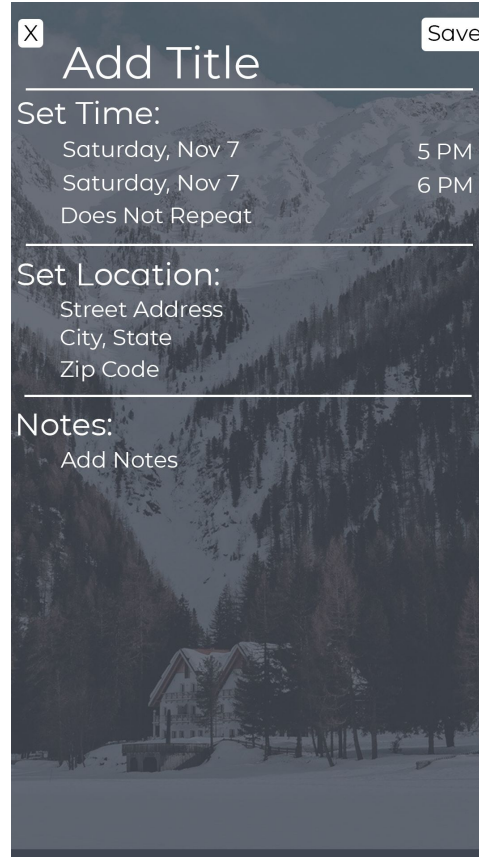 X
Save
Add Title
Set Time:
Saturday, Nov 7 5 PM
Saturday, Nov 7 6 PM
Does Not Repeat
Set Location:
Street Address
City, State
Zip Code
Notes:
Add Notes